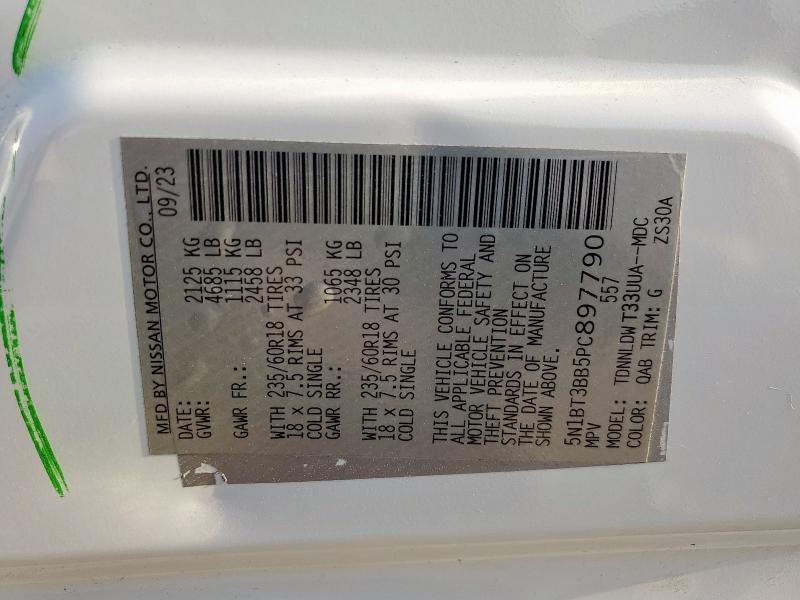 MFD BY NISSAN MOTOR CO., LTD.
DATE: 09/23
GVWR: 2125 KG
4685 LB
GAWR FR.: 1115 KG
2458 LB
WITH 235/60R18 TIRES
18 x 7.5 RIMS AT 33 PSI
COLD SINGLE
GAWR RR.: 1065 KG
2348 LB
WITH 235/60R18 TIRES
18 x 7.5 RIMS AT 30 PSI
COLD SINGLE
THIS VEHICLE CONFORMS TO
ALL APPLICABLE FEDERAL
MOTOR VEHICLE SAFETY AND
THEFT PREVENTION
STANDARDS IN EFFECT ON
THE DATE OF MANUFACTURE
SHOWN ABOVE.
5N1BT3BB5PC897790
MPV 557
MODEL: TDNNLDW T33UUA--MDC
COLOR: QAB TRIM: G ZS30A